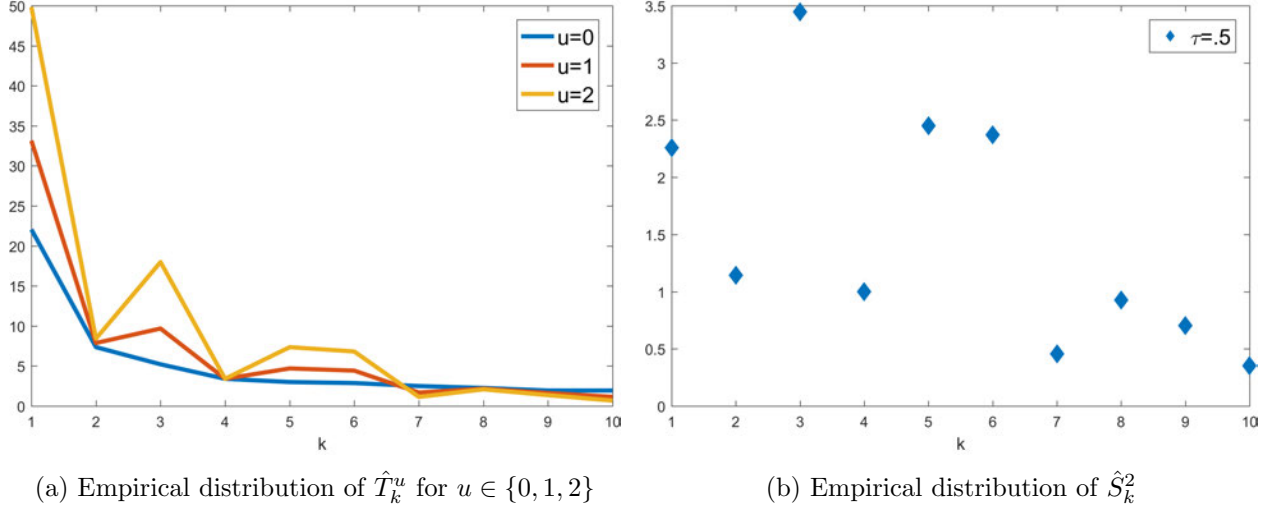 50
45
40
35
30
25
20
15
10
5
0
1 2 3 4 5 6 7 8 9 10
k
u=0
u=1
u=2
3.5
3
2.5
2
1.5
1
0.5
0
1 2 3 4 5 6 7 8 9 10
k
τ=.5
(a) Empirical distribution of T̂ₖᵘ for u ∈ {0, 1, 2}
(b) Empirical distribution of Ŝₖ²